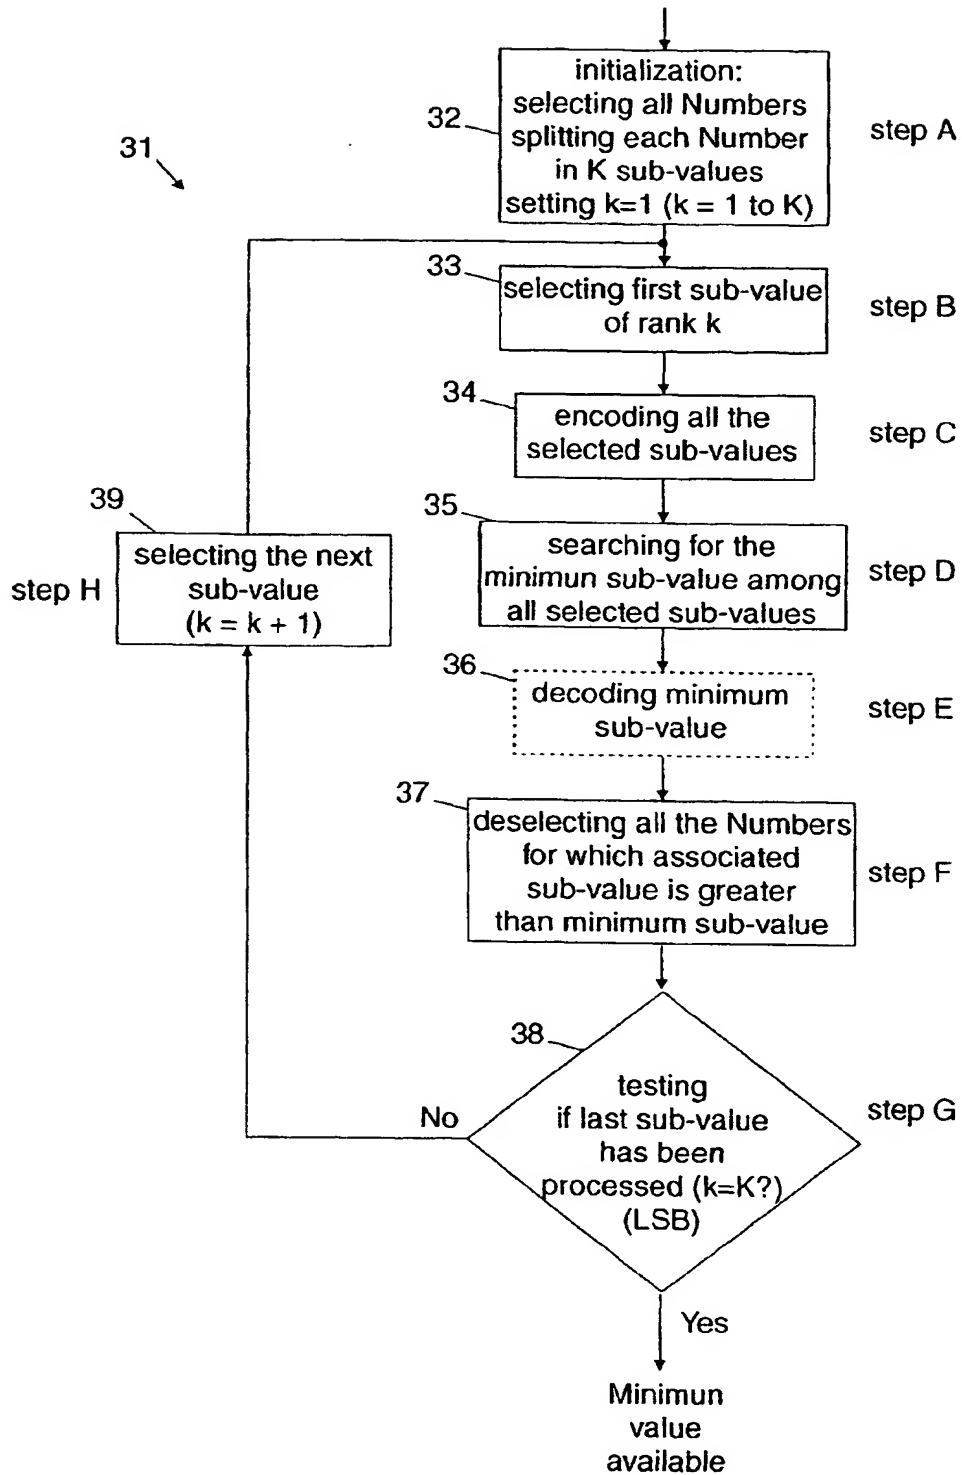 initialization:
selecting all Numbers
splitting each Number
in K sub-values
setting k=1 (k = 1 to K)
32
step A
31
33
selecting first sub-value
of rank k
step B
34
encoding all the
selected sub-values
step C
35
searching for the
minimun sub-value among
all selected sub-values
step D
39
selecting the next
sub-value
(k = k + 1)
step H
36
decoding minimum
sub-value
step E
37
deselecting all the Numbers
for which associated
sub-value is greater
than minimum sub-value
step F
38
testing
if last sub-value
has been
processed (k=K?)
(LSB)
step G
No
Yes
Minimun
value
available